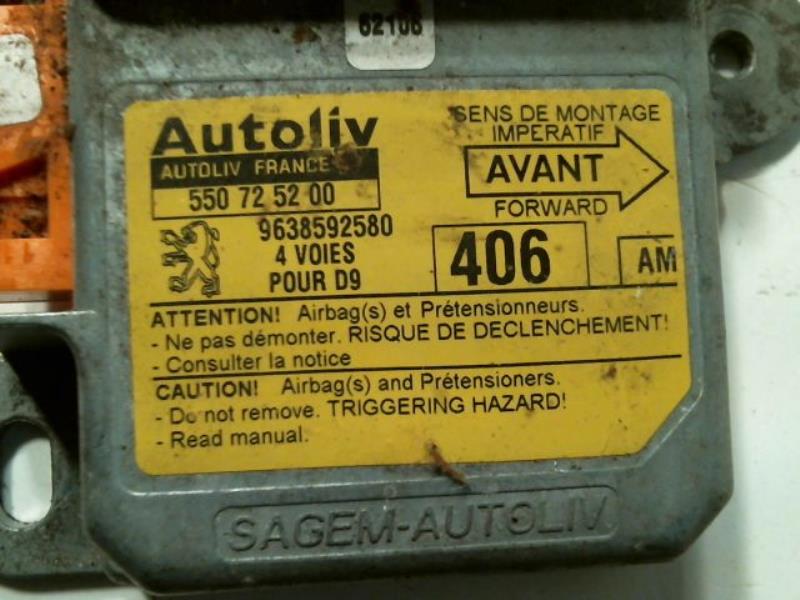 62106
Autoliv
AUTOLIV FRANCE
550 72 52 00
9638592580
4 VOIES
POUR D9
SENS DE MONTAGE
IMPERATIF
AVANT
FORWARD
406
AM
ATTENTION! Airbag(s) et Prétensionneurs.
- Ne pas démonter. RISQUE DE DECLENCHEMENT!
- Consulter la notice
CAUTION! Airbag(s) and Prétensioners.
- Do not remove. TRIGGERING HAZARD!
- Read manual.
SAGEM-AUTOLIV